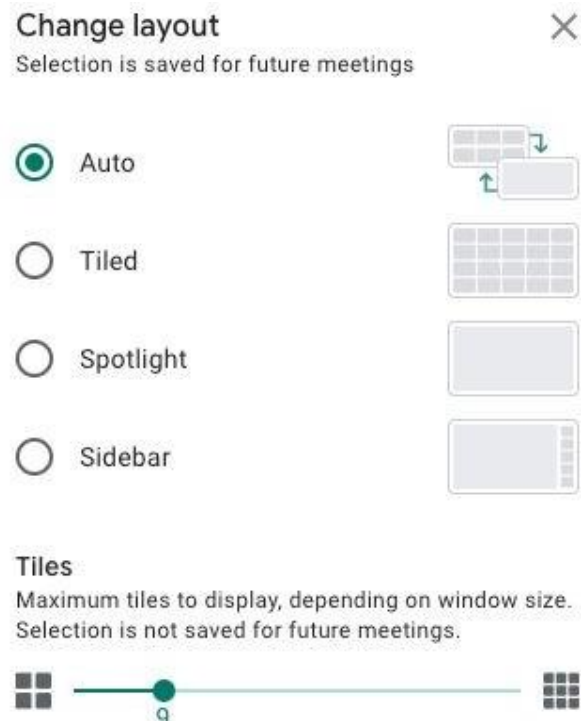 Change layout
Selection is saved for future meetings
Auto
Tiled
Spotlight
Sidebar
Tiles
Maximum tiles to display, depending on window size.
Selection is not saved for future meetings.
9